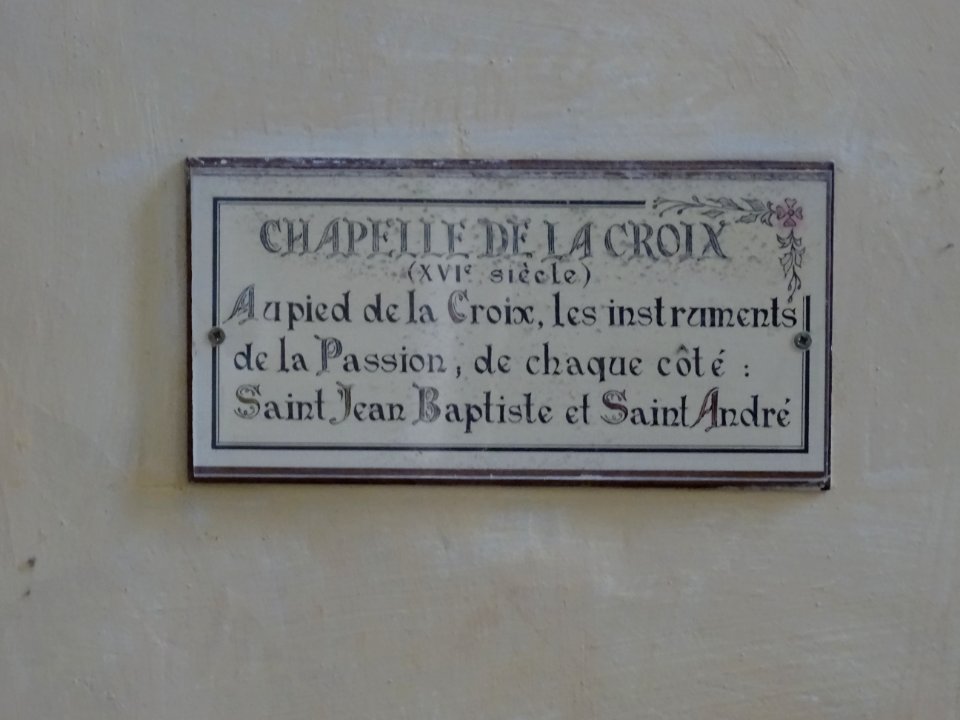 CHAPELLE DE LA CROIX
(XVIe siècle)
Au pied de la Croix, les instruments
de la Passion, de chaque côté :
Saint Jean Baptiste et Saint André